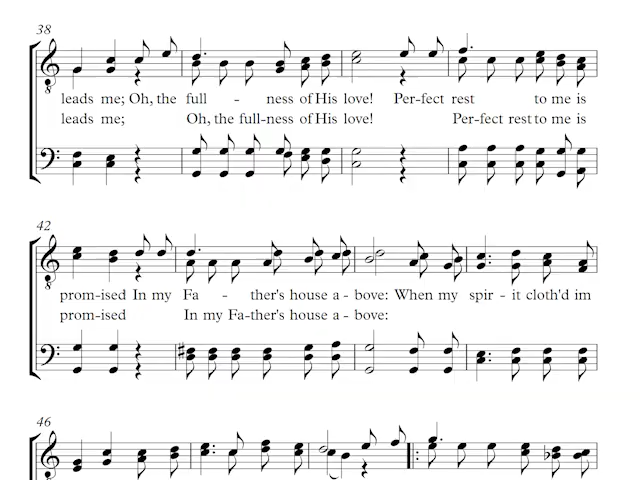 38
leads me; Oh, the full - ness of His love! Per-fect rest to me is
leads me; Oh, the full-ness of His love! Per-fect rest to me is
42
prom-ised In my Fa - ther's house a - bove: When my spir - it cloth'd im
prom-ised In my Fa-ther's house a - bove:
46